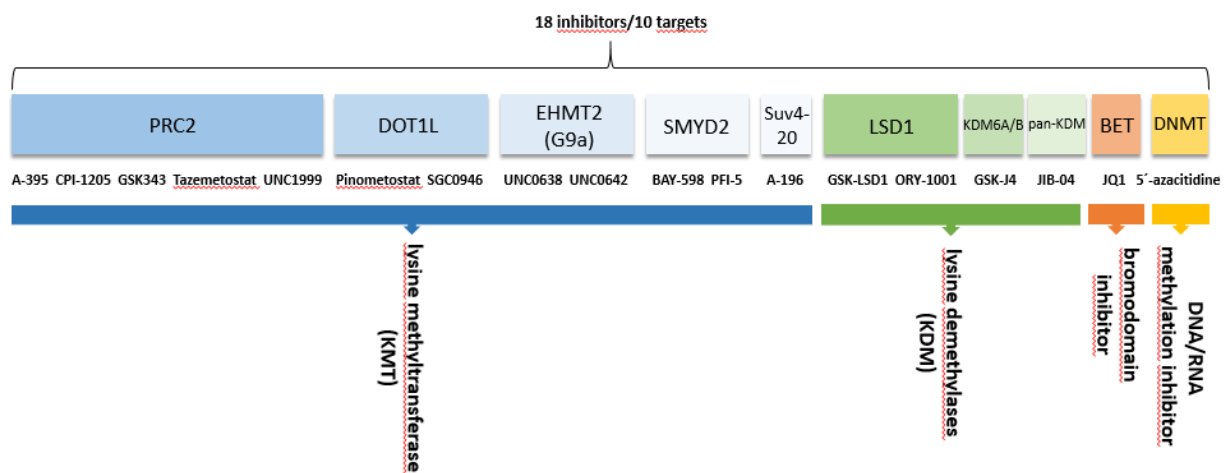 18 inhibitors/10 targets
PRC2
DOT1L
EHMT2
(G9a)
SMYD2
Suv4-
20
LSD1
KDM6A/B
pan-KDM
BET
DNMT
A-395 CPI-1205 GSK343 Tazemetostat UNC1999
Pinometostat SGC0946
UNC0638 UNC0642
BAY-598 PFI-5
A-196
GSK-LSD1 ORY-1001
GSK-J4
JIB-04
JQ1
5´-azacitidine
lysine methyltransferase
(KMT)
lysine demethylases
(KDM)
bromodomain
inhibitor
DNA/RNA
methylation inhibitor